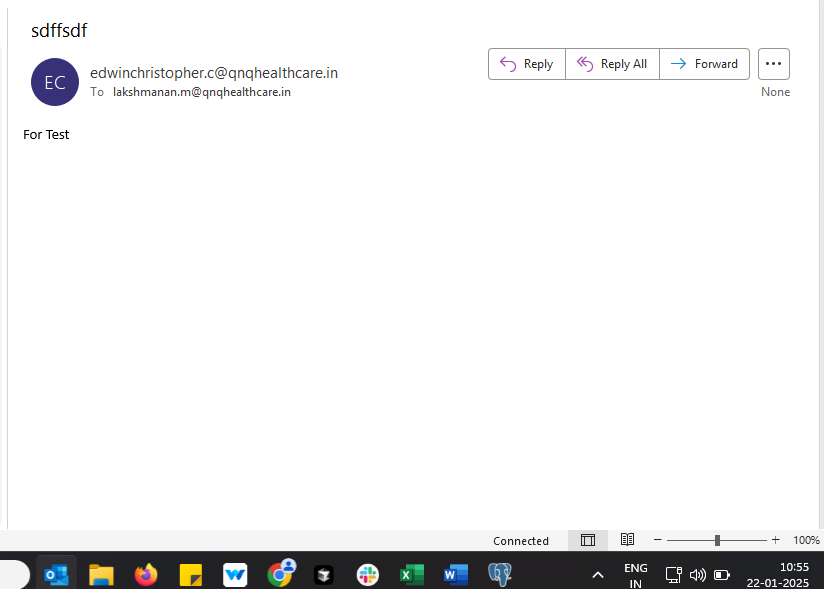 sdffsdf
EC
edwinchristopher.c@qnqhealthcare.in
To lakshmanan.m@qnqhealthcare.in
Reply
Reply All
Forward
None
For Test
Connected
100%
ENG
IN
10:55
22-01-2025